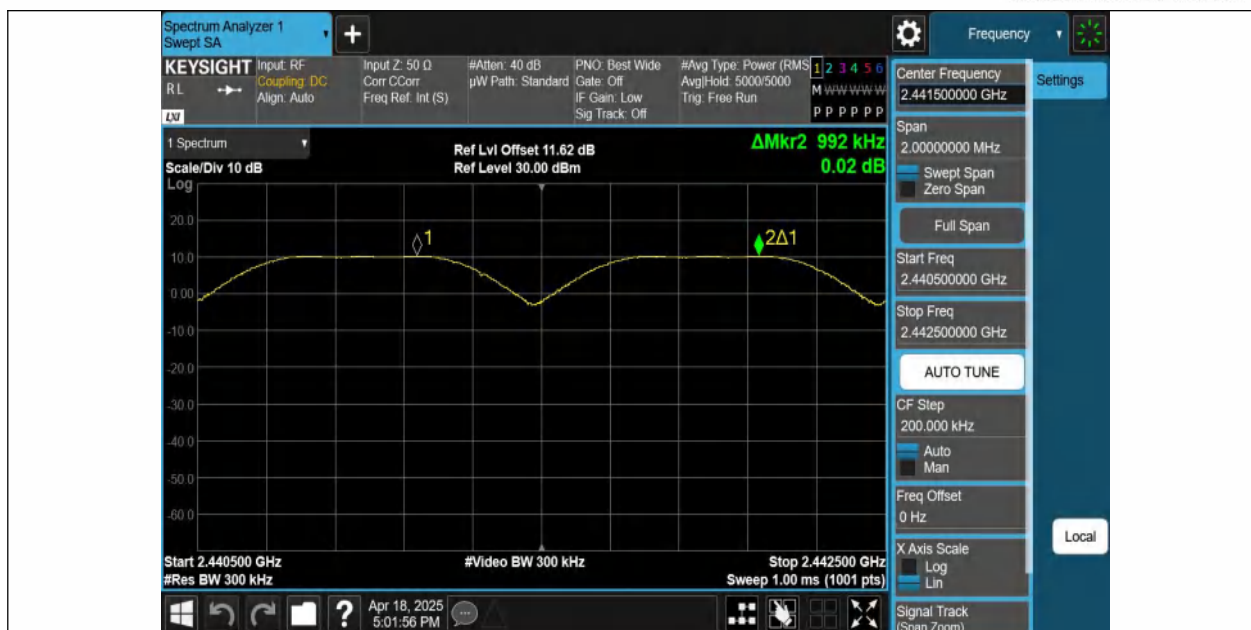 Spectrum Analyzer 1
Swept SA
+
Frequency
KEYSIGHT
RL
LXI
Input: RF
Coupling: DC
Align: Auto
Input Z: 50 Ω
Corr CCorr
Freq Ref: Int (S)
#Atten: 40 dB
µW Path: Standard
PNO: Best Wide
Gate: Off
IF Gain: Low
Sig Track: Off
#Avg Type: Power (RMS
Avg|Hold: 5000/5000
Trig: Free Run
1 2 3 4 5 6
M W W W W W
P P P P P P
1 Spectrum
Scale/Div 10 dB
Log
Ref Lvl Offset 11.62 dB
Ref Level 30.00 dBm
ΔMkr2 992 kHz
0.02 dB
20.0
10.0
0.00
-10.0
-20.0
-30.0
-40.0
-50.0
-60.0
1
2Δ1
Start 2.440500 GHz
#Res BW 300 kHz
#Video BW 300 kHz
Stop 2.442500 GHz
Sweep 1.00 ms (1001 pts)
Center Frequency
2.441500000 GHz
Settings
Span
2.00000000 MHz
Swept Span
Zero Span
Full Span
Start Freq
2.440500000 GHz
Stop Freq
2.442500000 GHz
AUTO TUNE
CF Step
200.000 kHz
Auto
Man
Freq Offset
0 Hz
Local
X Axis Scale
Log
Lin
Signal Track
(Span Zoom)
?
Apr 18, 2025
5:01:56 PM